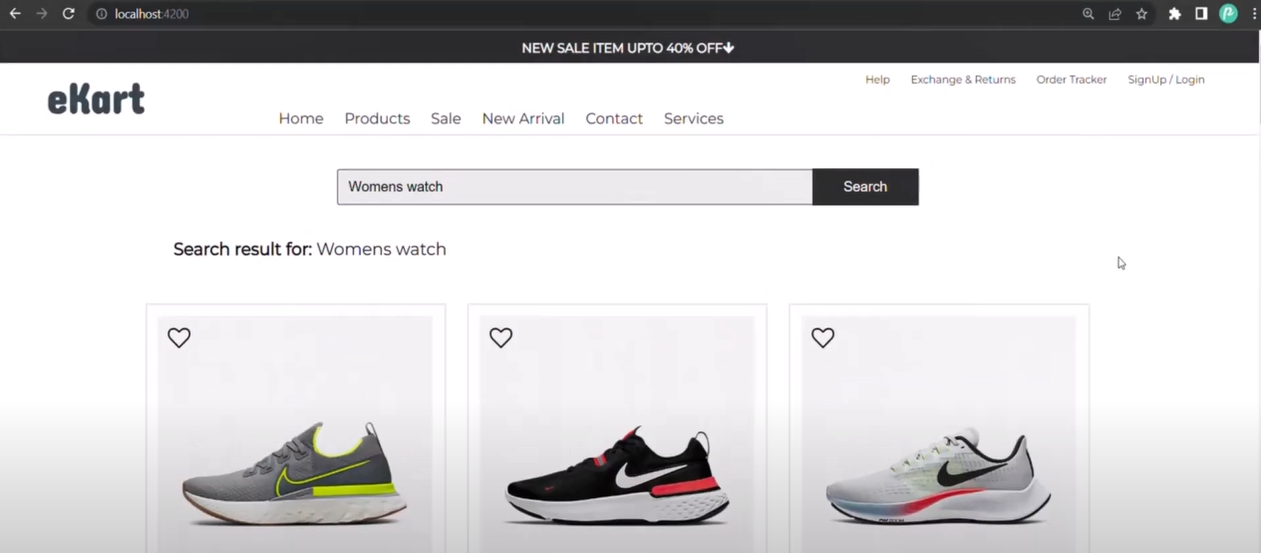 localhost:4200
NEW SALE ITEM UPTO 40% OFF
Help Exchange & Returns Order Tracker SignUp / Login
eKart
Home Products Sale New Arrival Contact Services
Womens watch Search
Search result for: Womens watch